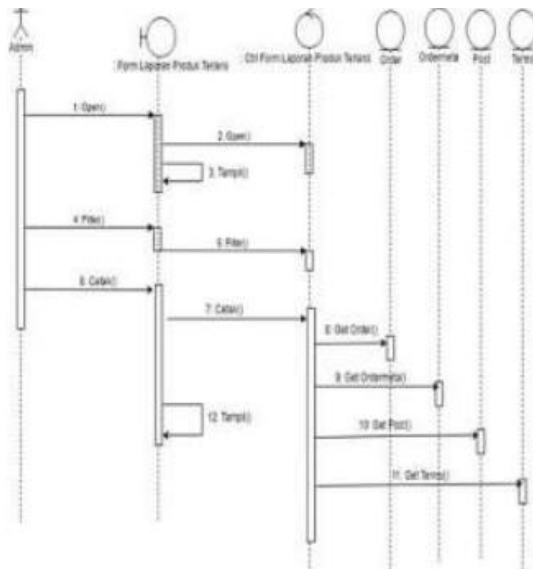 Admin
: Form Laporan Produk Terlaris
Ctrl Form Laporan Produk Terlaris
Order
Ordermeta
Post
Terms
1: Open()
2: Open()
3: Tampil()
4: Filter()
5: Filter()
6: Cetak()
7: Cetak()
8: Get Order()
9: Get Ordermeta()
12: Tampil()
10: Get Post()
11: Get Terms()